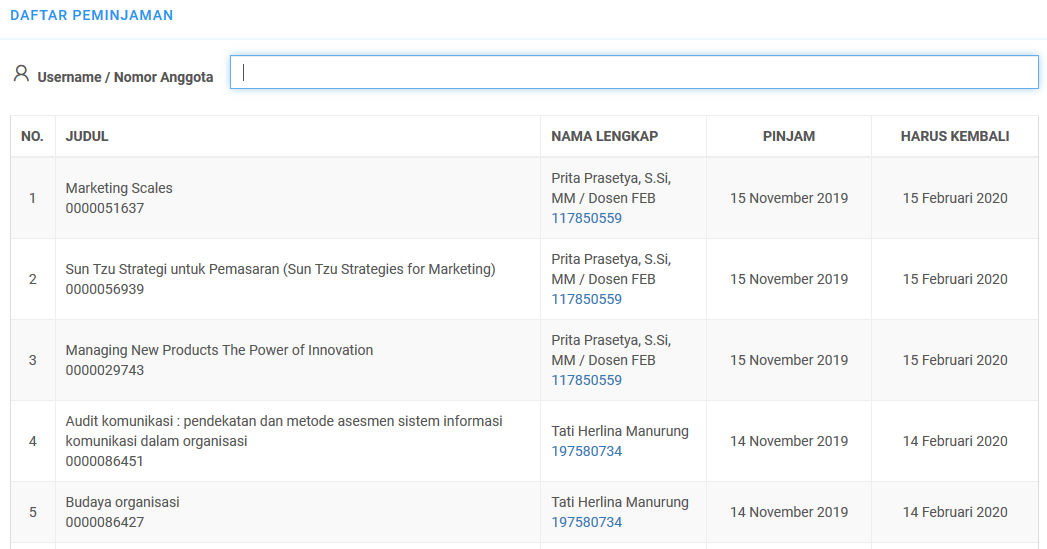 DAFTAR PEMINJAMAN
Username / Nomor Anggota
NO. JUDUL NAMA LENGKAP PINJAM HARUS KEMBALI
1
Marketing Scales
0000051637
Prita Prasetya, S.Si,
MM / Dosen FEB
117850559
15 November 2019
15 Februari 2020
2
Sun Tzu Strategi untuk Pemasaran (Sun Tzu Strategies for Marketing)
0000056939
Prita Prasetya, S.Si,
MM / Dosen FEB
117850559
15 November 2019
15 Februari 2020
3
Managing New Products The Power of Innovation
0000029743
Prita Prasetya, S.Si,
MM / Dosen FEB
117850559
15 November 2019
15 Februari 2020
4
Audit komunikasi : pendekatan dan metode asesmen sistem informasi
komunikasi dalam organisasi
0000086451
Tati Herlina Manurung
197580734
14 November 2019
14 Februari 2020
5
Budaya organisasi
0000086427
Tati Herlina Manurung
197580734
14 November 2019
14 Februari 2020